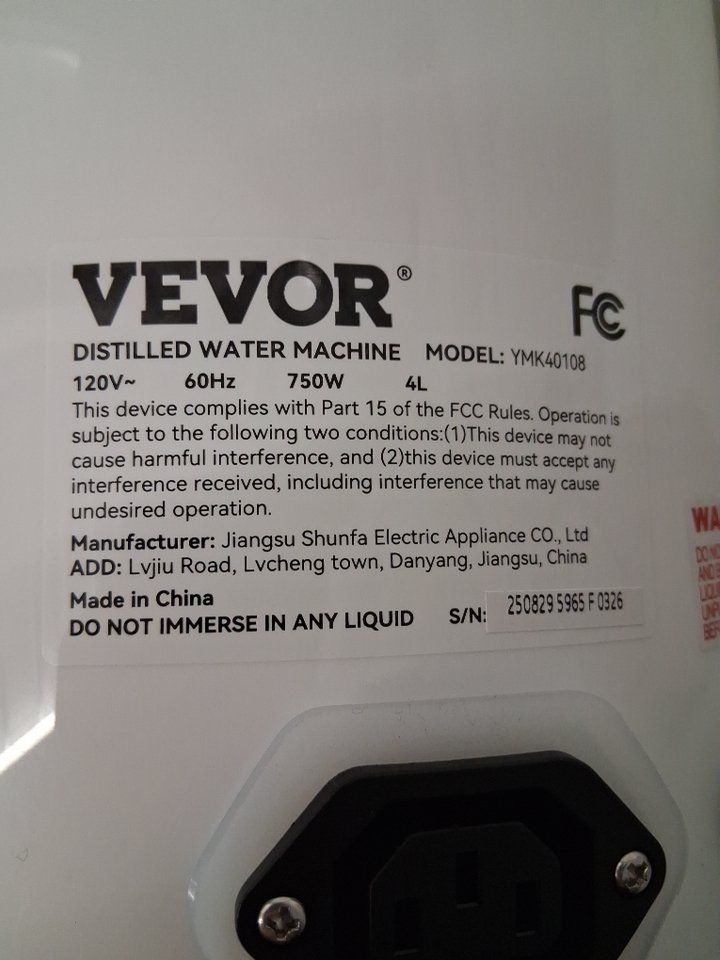 VEVOR®
FC
DISTILLED WATER MACHINE MODEL: YMK40108
120V~ 60Hz 750W 4L
This device complies with Part 15 of the FCC Rules. Operation is
subject to the following two conditions:(1)This device may not
cause harmful interference, and (2)this device must accept any
interference received, including interference that may cause
undesired operation.
Manufacturer: Jiangsu Shunfa Electric Appliance CO., Ltd
ADD: Lvjiu Road, Lvcheng town, Danyang, Jiangsu, China
Made in China
DO NOT IMMERSE IN ANY LIQUID S/N: 250829 5965 F 0326
WA